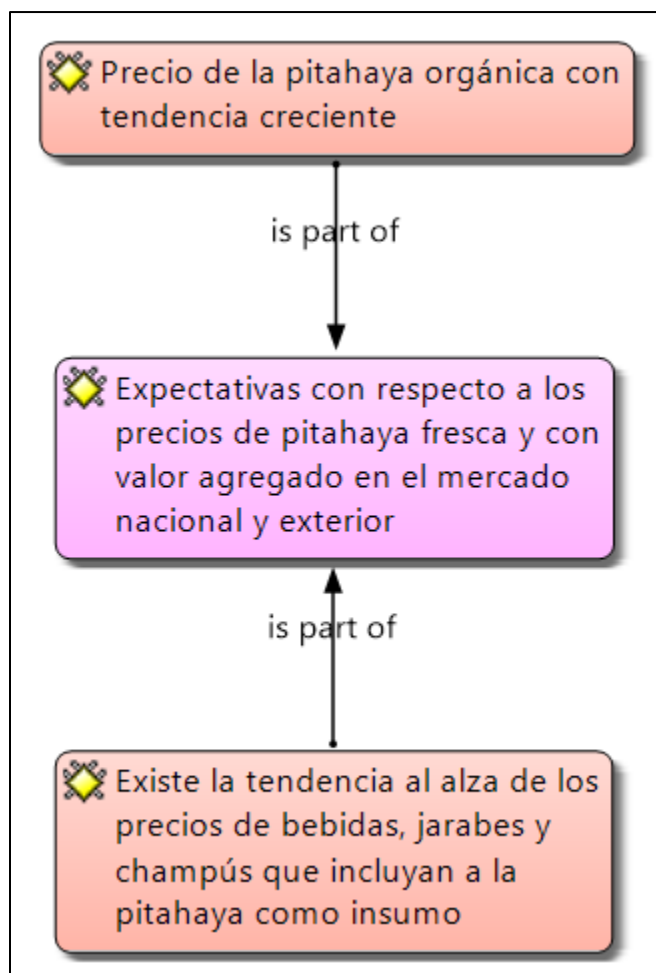 Precio de la pitahaya orgánica con
tendencia creciente
is part of
Expectativas con respecto a los
precios de pitahaya fresca y con
valor agregado en el mercado
nacional y exterior
is part of
Existe la tendencia al alza de los
precios de bebidas, jarabes y
champús que incluyan a la
pitahaya como insumo